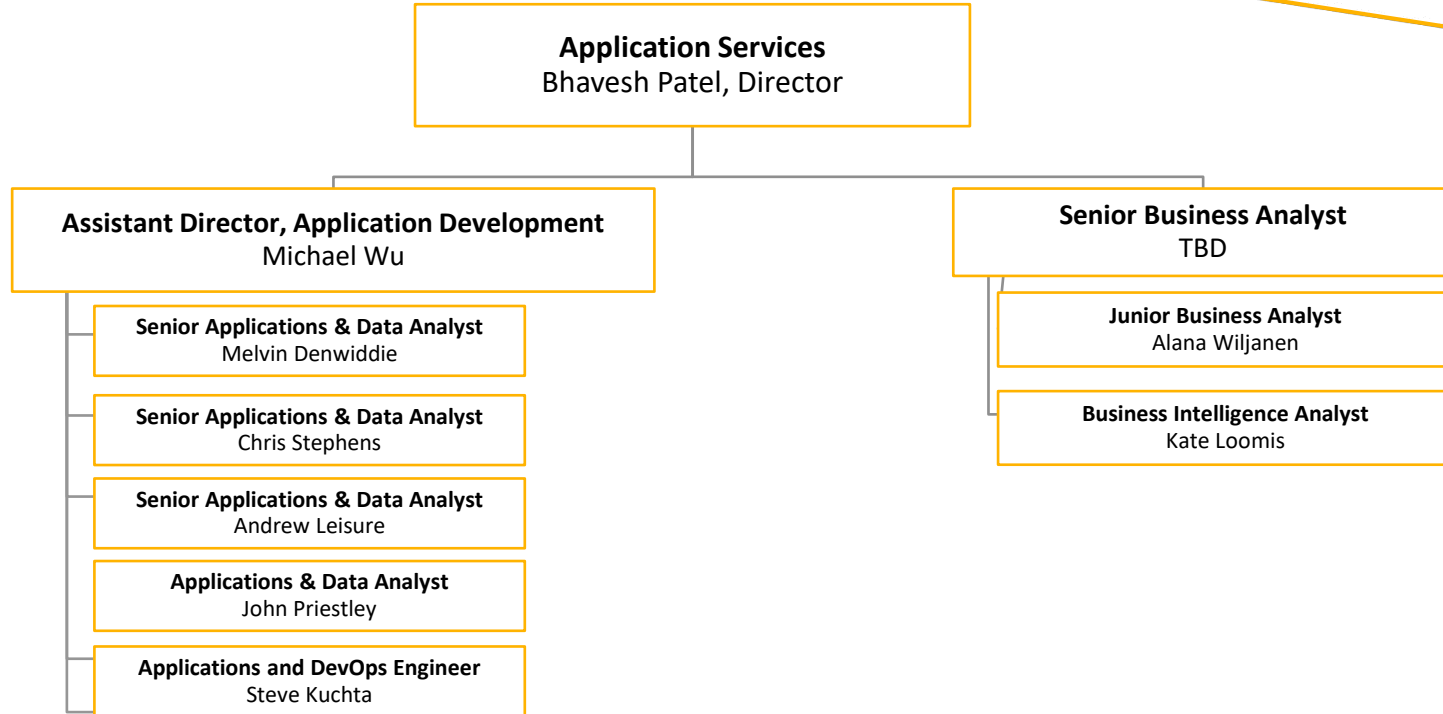 Application Services
Bhavesh Patel, Director
Assistant Director, Application Development
Michael Wu
Senior Applications & Data Analyst
Melvin Denwiddie
Senior Applications & Data Analyst
Chris Stephens
Senior Applications & Data Analyst
Andrew Leisure
Applications & Data Analyst
John Priestley
Applications and DevOps Engineer
Steve Kuchta
Senior Business Analyst
TBD
Junior Business Analyst
Alana Wiljanen
Business Intelligence Analyst
Kate Loomis